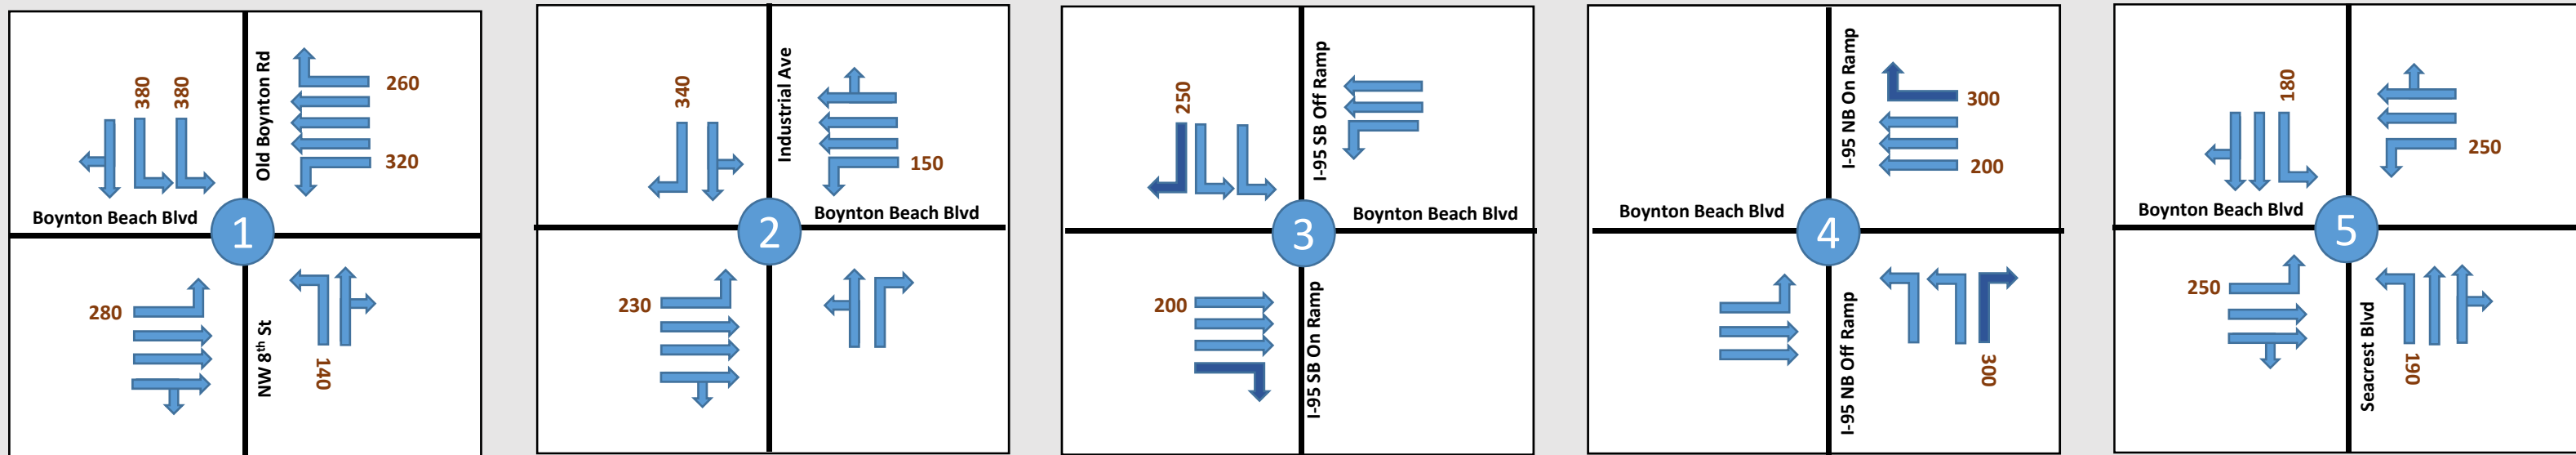 380
380
Old Boynton Rd
260
320
Boynton Beach Blvd
1
280
NW 8th St
140
340
Industrial Ave
150
Boynton Beach Blvd
2
230
250
I-95 SB Off Ramp
Boynton Beach Blvd
3
200
I-95 SB On Ramp
I-95 NB On Ramp
300
200
Boynton Beach Blvd
4
I-95 NB Off Ramp
300
180
250
Boynton Beach Blvd
5
250
190
Seacrest Blvd